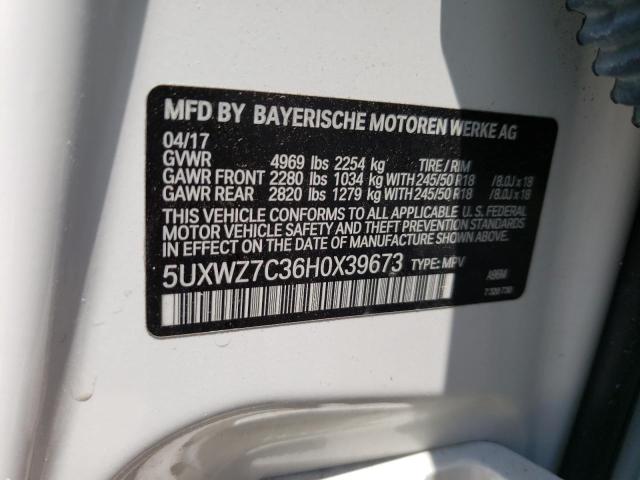 MFD BY BAYERISCHE MOTOREN WERKE AG
04/17
GVWR 4969 lbs 2254 kg TIRE / RIM
GAWR FRONT 2280 lbs 1034 kg WITH 245/50 R18 /8.0J x 18
GAWR REAR 2820 lbs 1279 kg WITH 245/50 R18 /8.0J x 18
THIS VEHICLE CONFORMS TO ALL APPLICABLE U.S. FEDERAL
MOTOR VEHICLE SAFETY AND THEFT PREVENTION STANDARDS
IN EFFECT ON THE DATE OF MANUFACTURE SHOWN ABOVE.
5UXWZ7C36H0X39673 TYPE: MPV A96M